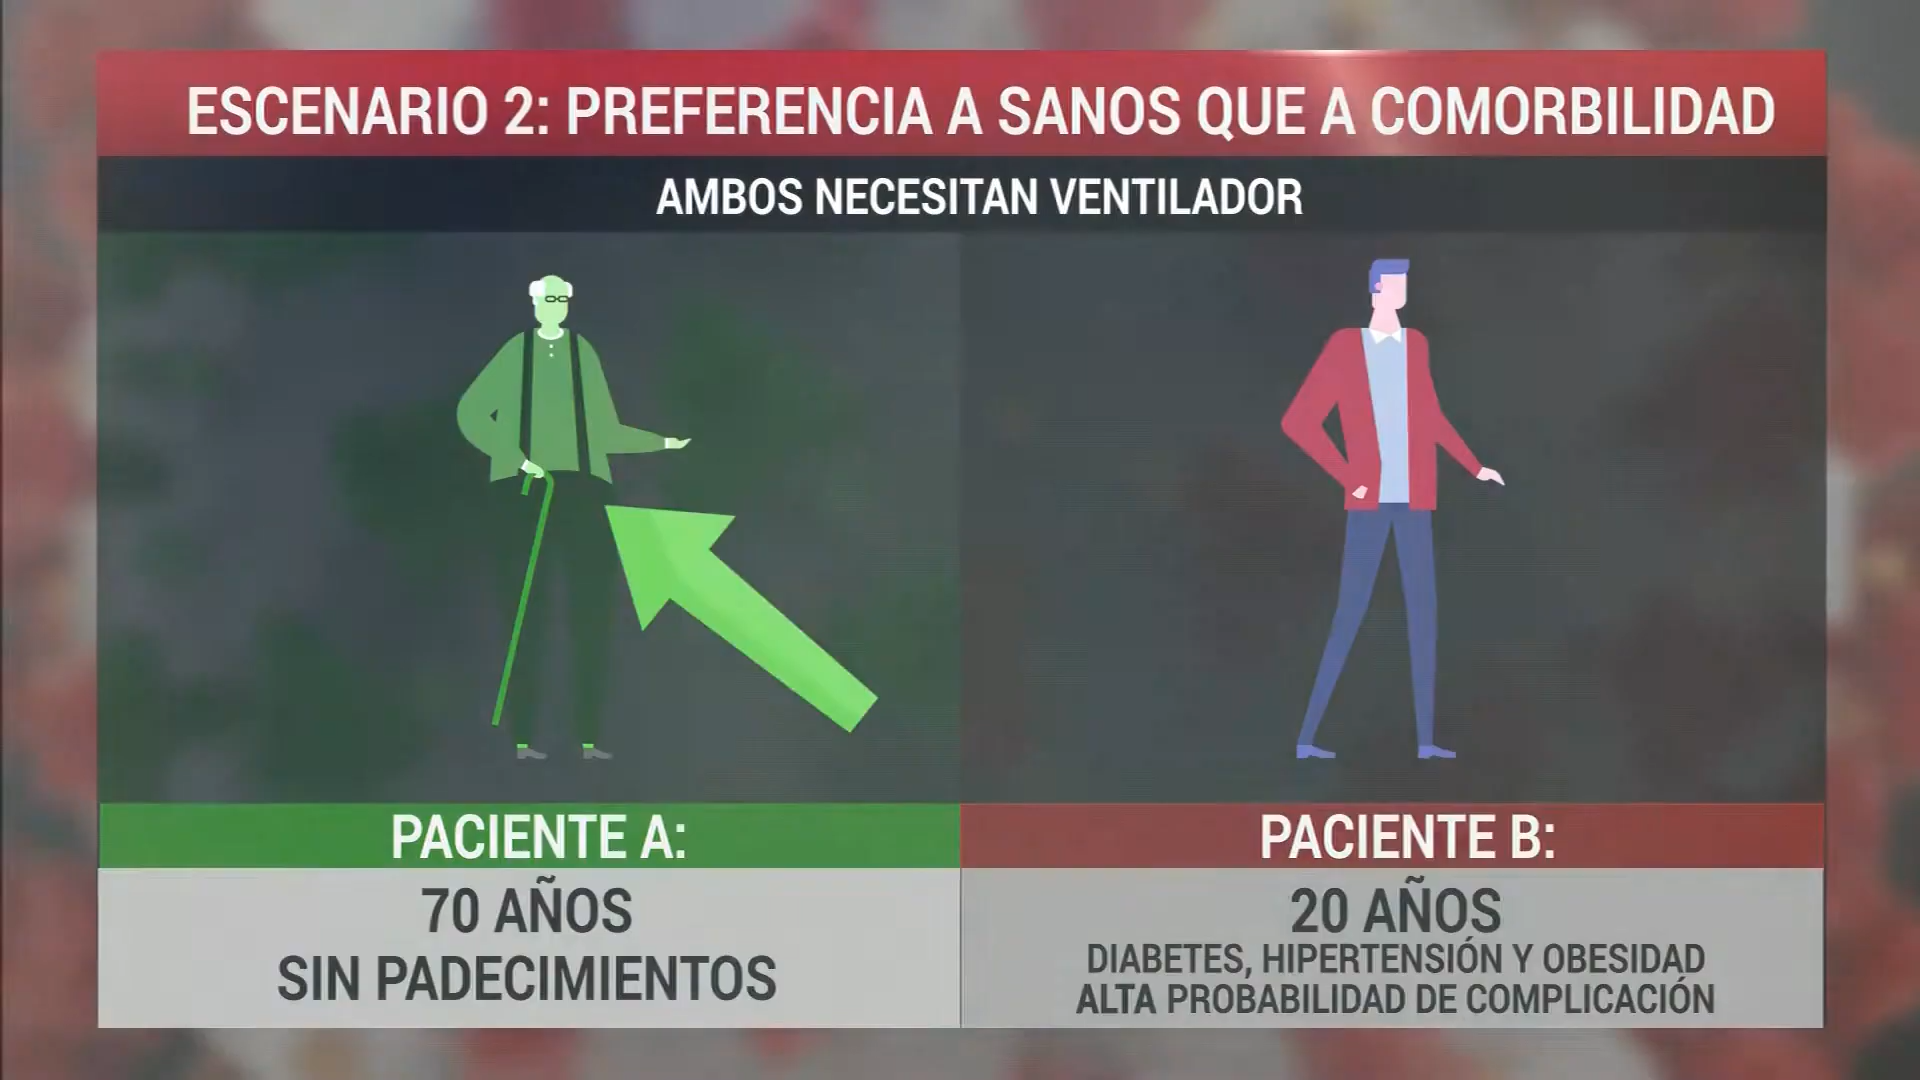 ESCENARIO 2: PREFERENCIA A SANOS QUE A COMORBILIDAD
AMBOS NECESITAN VENTILADOR
PACIENTE A:
70 AÑOS
SIN PADECIMIENTOS
PACIENTE B:
20 AÑOS
DIABETES, HIPERTENSIÓN Y OBESIDAD
ALTA PROBABILIDAD DE COMPLICACIÓN